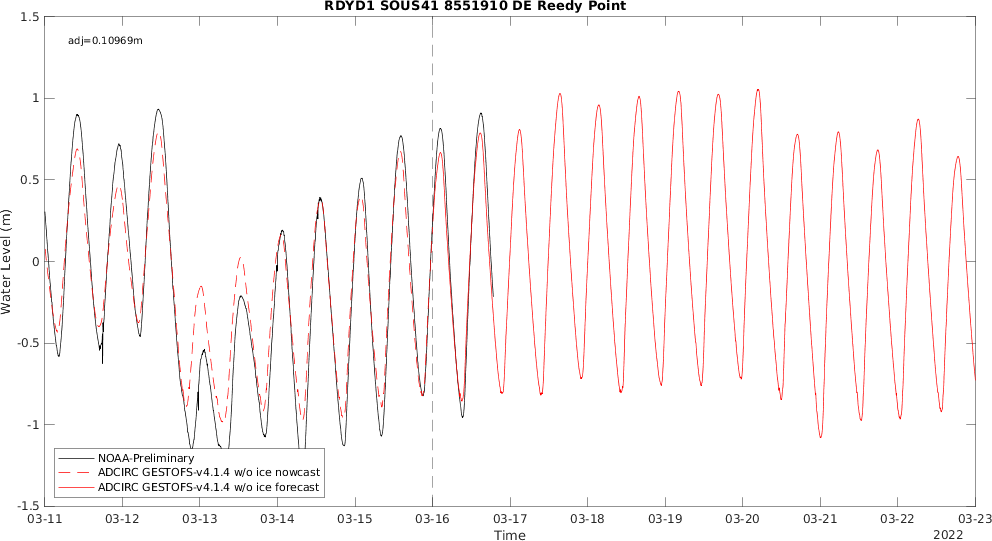 RDYD1 SOUS41 8551910 DE Reedy Point
adj=0.10969m
1.5
1
0.5
0
-0.5
-1
-1.5
Water Level (m)
NOAA-Preliminary
ADCIRC GESTOFS-v4.1.4 w/o ice nowcast
ADCIRC GESTOFS-v4.1.4 w/o ice forecast
03-11 03-12 03-13 03-14 03-15 03-16 03-17 03-18 03-19 03-20 03-21 03-22 03-23
Time
2022